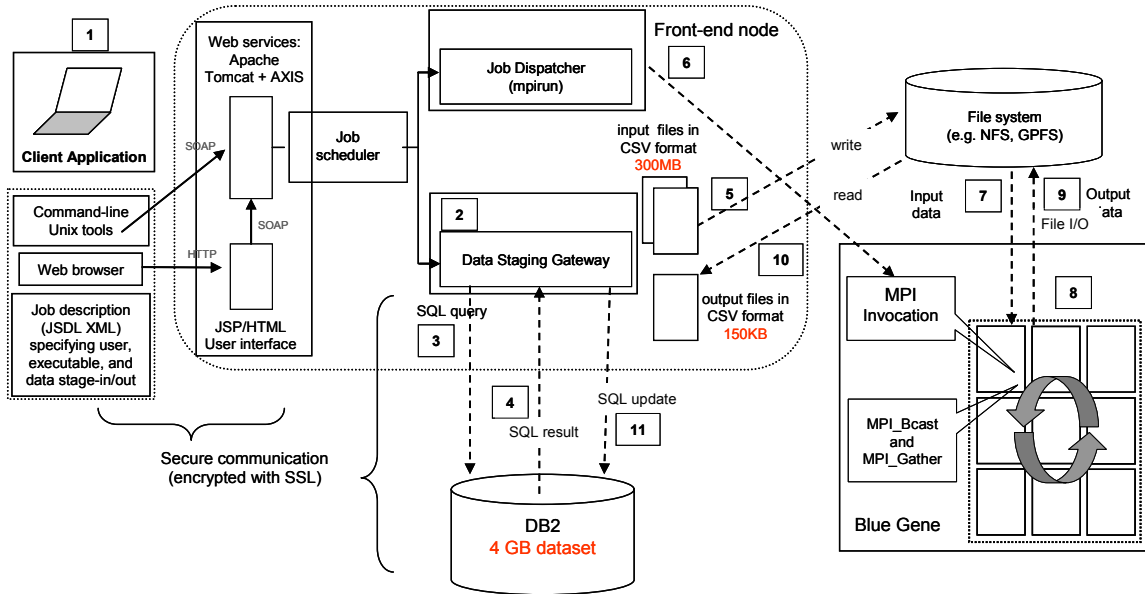 1
Client Application
Command-line
Unix tools
Web browser
Job description
(JSDL XML)
specifying user,
executable, and
data stage-in/out
SOAP
HTTP
Web services:
Apache
Tomcat + AXIS
SOAP
JSP/HTML
User interface
Job
scheduler
Front-end node
Job Dispatcher
(mpirun)
6
2
Data Staging Gateway
input files in
CSV format
300MB
5
output files in
CSV format
150KB
10
write
read
File system
(e.g. NFS, GPFS)
Input
data
7
9
Output
ata
File I/O
8
MPI
Invocation
MPI_Bcast
and
MPI_Gather
Blue Gene
SQL query
3
4
SQL result
SQL update
11
Secure communication
(encrypted with SSL)
DB2
4 GB dataset